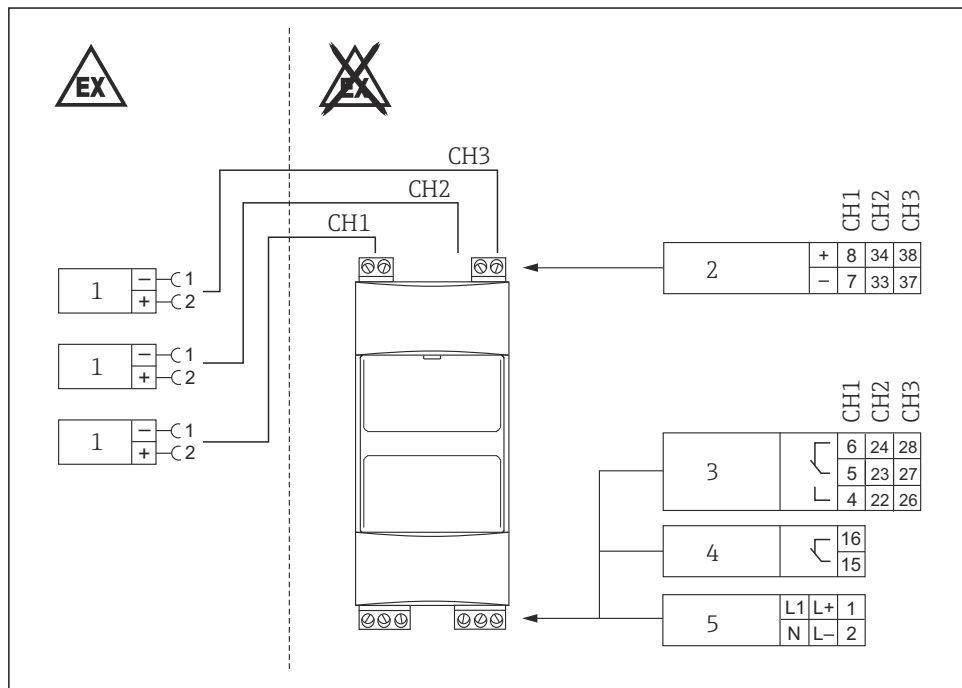 EX
EX
CH3
CH2
CH1
1 − 1
+ 2
1 − 1
+ 2
1 − 1
+ 2
CH1 CH2 CH3
2 + 8 34 38
− 7 33 37
CH1 CH2 CH3
3 6 24 28
5 23 27
4 22 26
4 16
15
5 L1 L+ 1
N L− 2